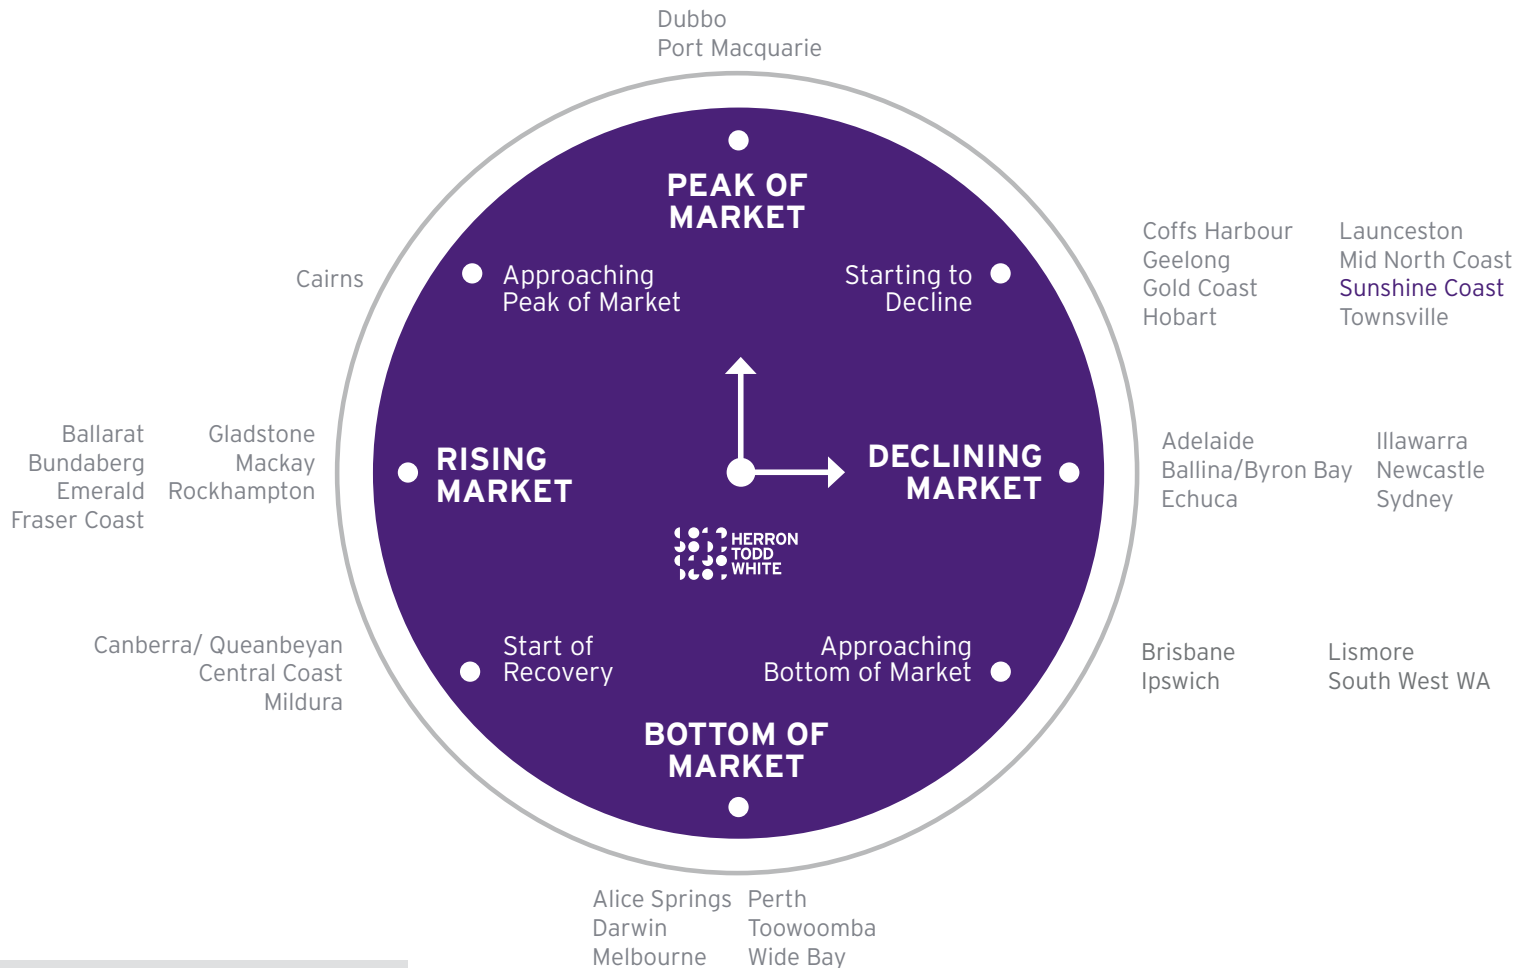 Dubbo
Port Macquarie
PEAK OF
MARKET
Cairns
Approaching
Peak of Market
Starting to
Decline
Coffs Harbour
Geelong
Gold Coast
Hobart
Launceston
Mid North Coast
Sunshine Coast
Townsville
Ballarat
Bundaberg
Emerald
Fraser Coast
Gladstone
Mackay
Rockhampton
RISING
MARKET
DECLINING
MARKET
Adelaide
Ballina/Byron Bay
Echuca
Illawarra
Newcastle
Sydney
HERRON
TODD
WHITE
Canberra/ Queanbeyan
Central Coast
Mildura
Start of
Recovery
Approaching
Bottom of Market
Brisbane
Ipswich
Lismore
South West WA
BOTTOM OF
MARKET
Alice Springs
Darwin
Melbourne
Perth
Toowoomba
Wide Bay